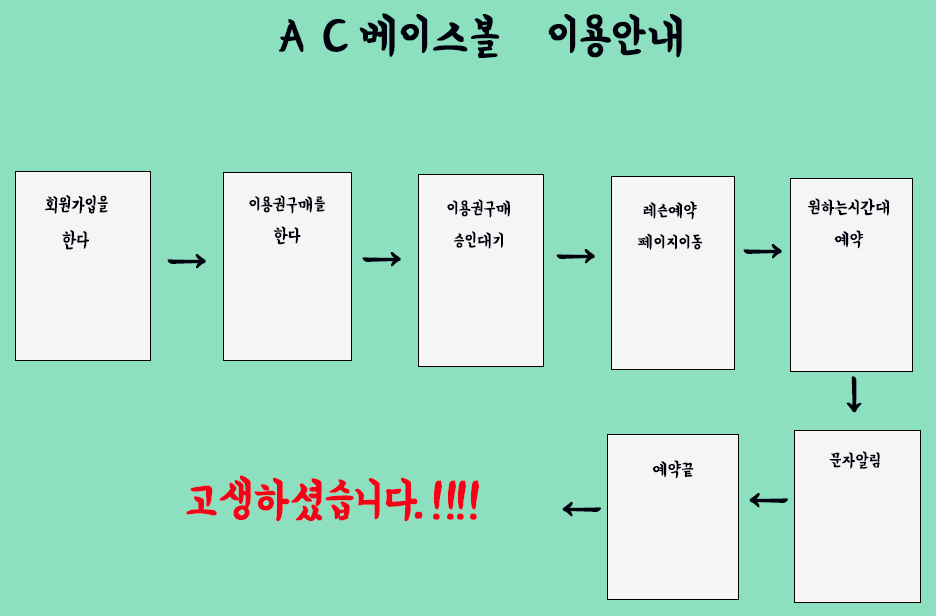 A C 베이스볼 이용안내
회원가입을
한다
이용권구매를
한다
이용권구매
승인대기
레슨예약
페이지이동
원하는시간대
예약
문자알림
예약끝
고생하셨습니다.!!!!